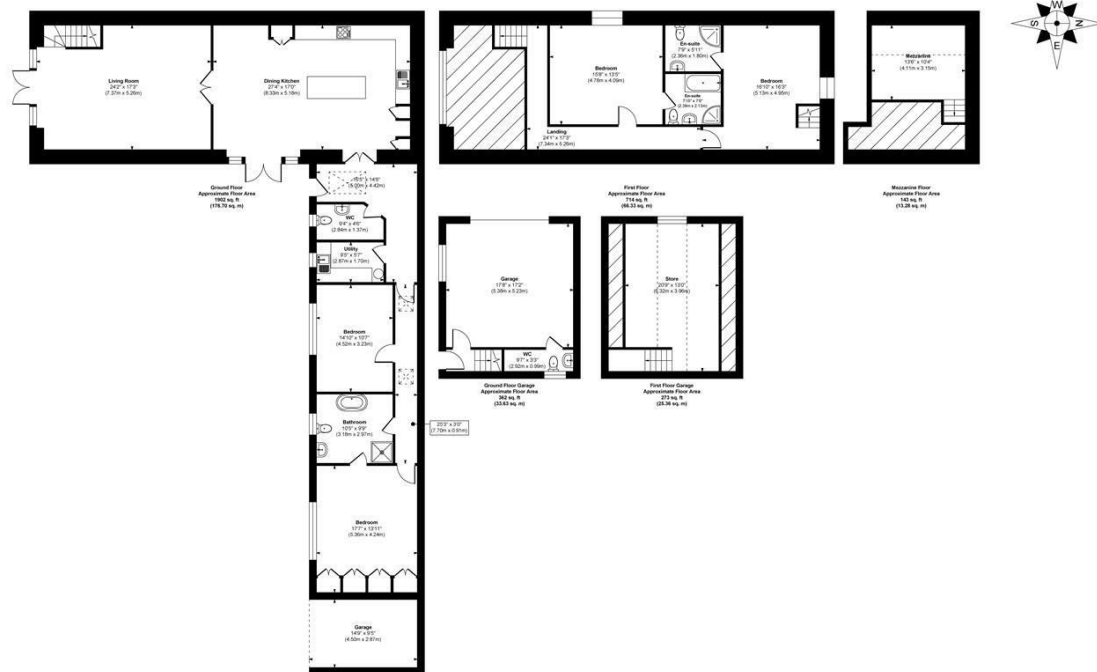 Living Room
24'2" x 17'3"
(7.37m x 5.26m)
Dining Kitchen
27'4" x 17'0"
(8.33m x 5.18m)
Ground Floor
Approximate Floor Area
1902 sq. ft
(176.70 sq. m)
(5.00m x 4.42m)
WC
9'4" x 4'6"
(2.84m x 1.37m)
Utility
9'5" x 5'7"
(2.87m x 1.70m)
Bedroom
14'10" x 10'7"
(4.52m x 3.23m)
Bathroom
10'5" x 9'9"
(3.18m x 2.97m)
25'3" x 3'0"
(7.70m x 0.91m)
Bedroom
17'7" x 13'11"
(5.36m x 4.24m)
Garage
14'9" x 9'5"
(4.50m x 2.87m)
Bedroom
15'8" x 13'5"
(4.78m x 4.09m)
En-suite
7'9" x 5'11"
(2.36m x 1.80m)
En-suite
Bedroom
16'10" x 16'3"
(5.13m x 4.95m)
Landing
24'1" x 17'3"
(7.34m x 5.26m)
First Floor
Approximate Floor Area
714 sq. ft
(66.33 sq. m)
Mezzanine
13'6" x 10'4"
(4.11m x 3.15m)
Mezzanine Floor
Approximate Floor Area
143 sq. ft
(13.28 sq. m)
Garage
17'8" x 17'2"
(5.38m x 5.23m)
WC
9'7" x 3'3"
(2.92m x 0.99m)
Ground Floor Garage
Approximate Floor Area
362 sq. ft
(33.63 sq. m)
Store
20'9" x 13'0"
(6.32m x 3.96m)
First Floor Garage
Approximate Floor Area
273 sq. ft
(25.36 sq. m)
W
S
N
E